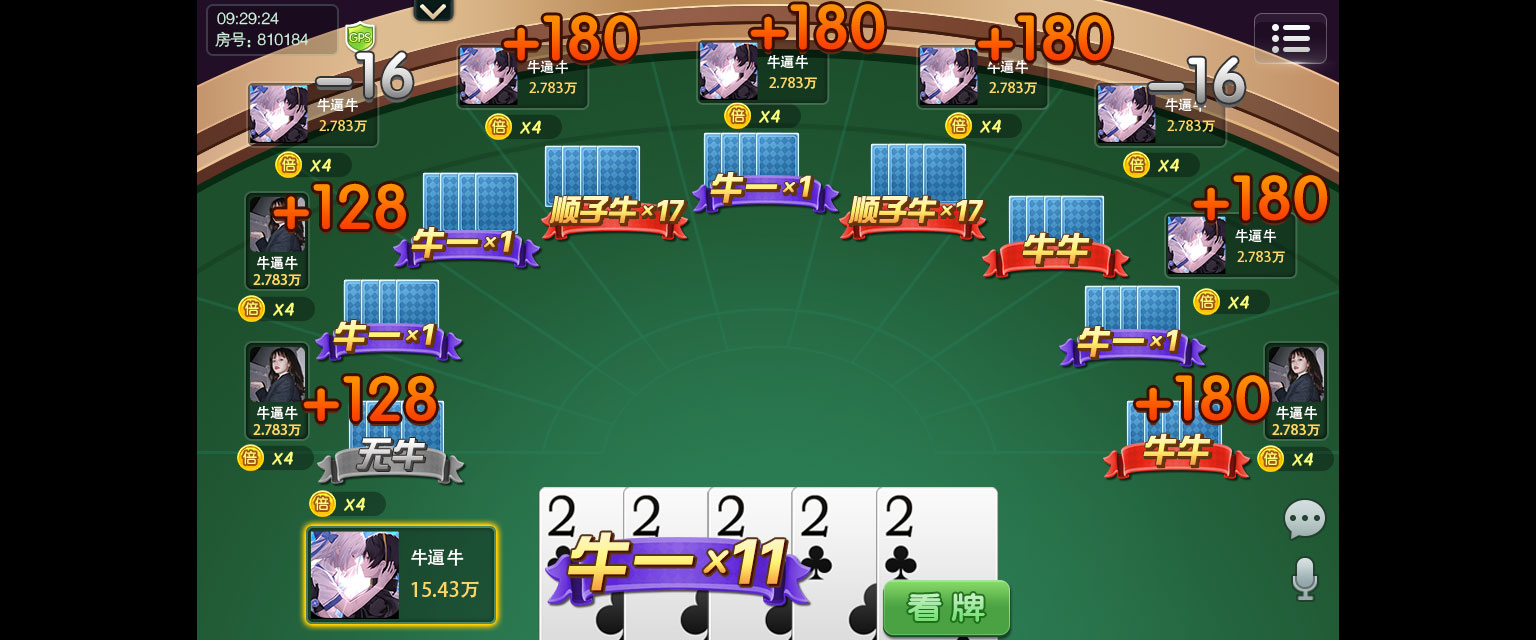 09:29:24
房号：810184
GPS
-16
牛逼牛
2.783万
倍 X4
+180
牛逼牛
2.783万
倍 X4
+180
牛逼牛
2.783万
倍 X4
+180
牛逼牛
2.783万
倍 X4
-16
牛逼牛
2.783万
倍 X4
+128
牛逼牛
2.783万
倍 X4
+180
牛逼牛
2.783万
倍 X4
牛一×1
顺子牛×17
牛一×1
顺子牛×17
牛牛
牛一×1
牛一×1
+128
牛逼牛
2.783万
倍 X4
无牛
+180
牛逼牛
2.783万
倍 X4
牛牛
倍 X4
牛逼牛
15.43万
2 2 2 2 2
牛一×11
看牌